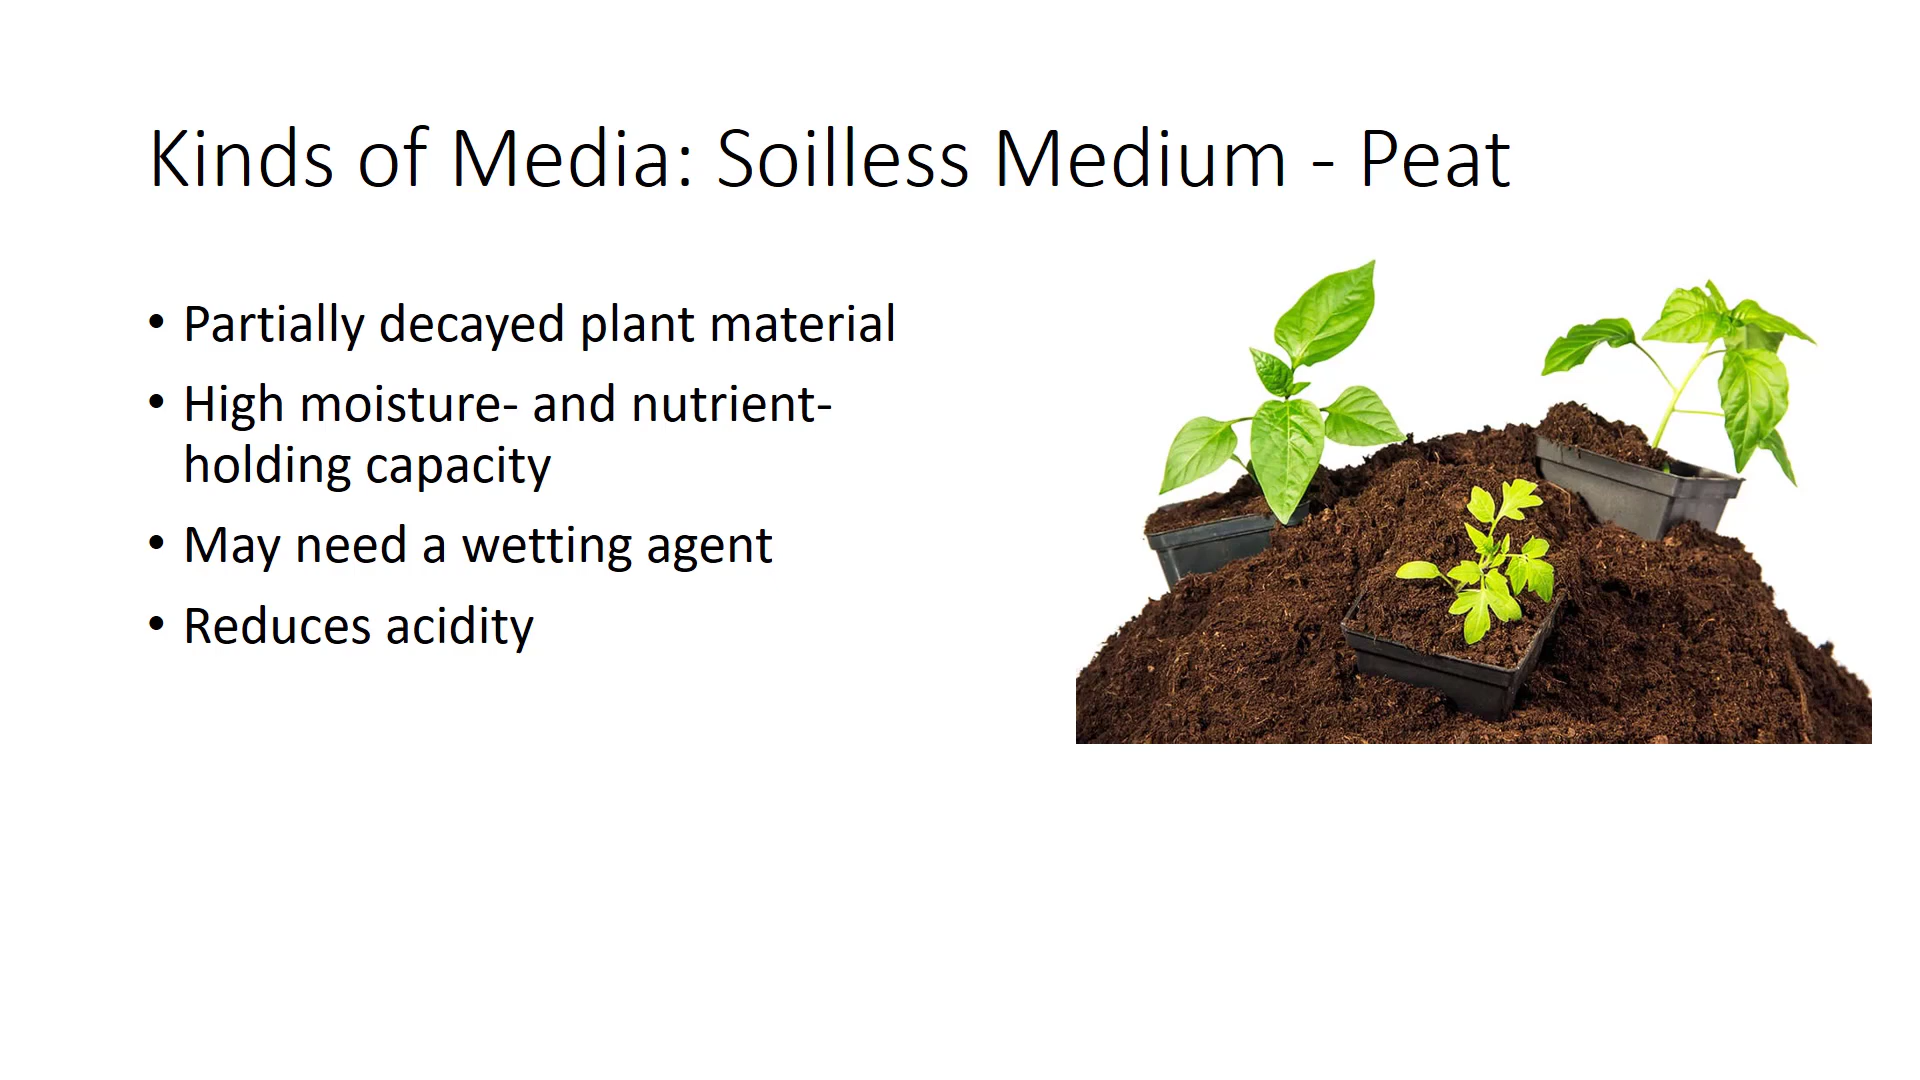 Kinds of Media: Soilless Medium - Peat
• Partially decayed plant material
• High moisture- and nutrient-
holding capacity
• May need a wetting agent
• Reduces acidity